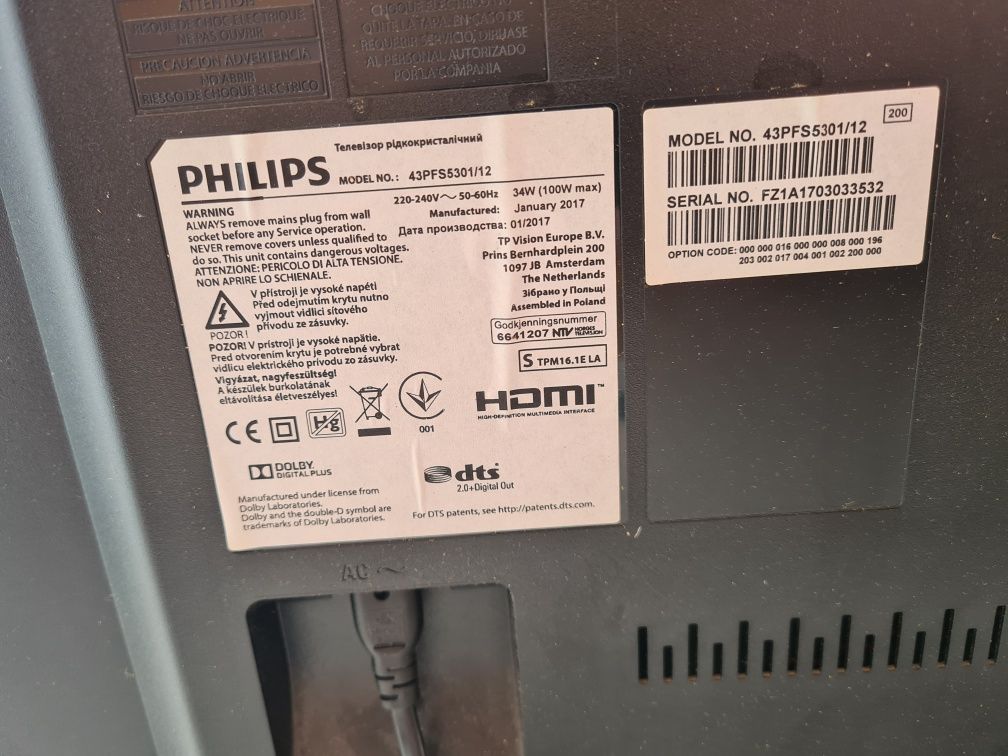 ATTENTION
RISQUE DE CHOC ELECTRIQUE
NE PAS OUVRIR
PRECAUCION ADVERTENCIA
NO ABRIR
RIESGO DE CHOQUE ELECTRICO
CHOQUE ELECTRICO NO
QUITE LA TAPA. EN CASO DE
REQUERIR SERVICIO, DIRIJASE
AL PERSONAL AUTORIZADO
POR LA COMPANIA
Телевізор рідкокристалічний
PHILIPS MODEL NO.: 43PFS5301/12
220-240V~ 50-60Hz 34W (100W max)
Manufactured: January 2017
Дата производства: 01/2017
TP Vision Europe B.V.
Prins Bernhardplein 200
1097 JB Amsterdam
The Netherlands
Зібрано у Польщі
Assembled in Poland
WARNING
ALWAYS remove mains plug from wall
socket before any Service operation.
NEVER remove covers unless qualified to
do so. This unit contains dangerous voltages.
ATTENZIONE: PERICOLO DI ALTA TENSIONE.
NON APRIRE LO SCHIENALE.
V přístroji je vysoké napětí
Před odejmutím krytu nutno
vyjmout vidlici síťového
přívodu ze zásuvky.
POZOR!
POZOR! V prístroji je vysoké napätie.
Pred otvorením krytu je potrebné vybrat
vidlicu elektrického prívodu zo zásuvky.
Vigyázat, nagyfeszültség!
A készülék burkolatának
eltávolítása életveszélyes!
Godkjenningsnummer
6641207 NTV NORGES TELEVISION
S TPM16.1E LA
CE Hg 001
HDMI™
HIGH-DEFINITION MULTIMEDIA INTERFACE
DOLBY
DIGITAL PLUS
dts
2.0+Digital Out
Manufactured under license from
Dolby Laboratories.
Dolby and the double-D symbol are
trademarks of Dolby Laboratories.
For DTS patents, see http://patents.dts.com.
200
MODEL NO. 43PFS5301/12
SERIAL NO. FZ1A1703033532
OPTION CODE: 000 000 016 000 000 008 000 196
203 002 017 004 001 002 200 000
AC ~